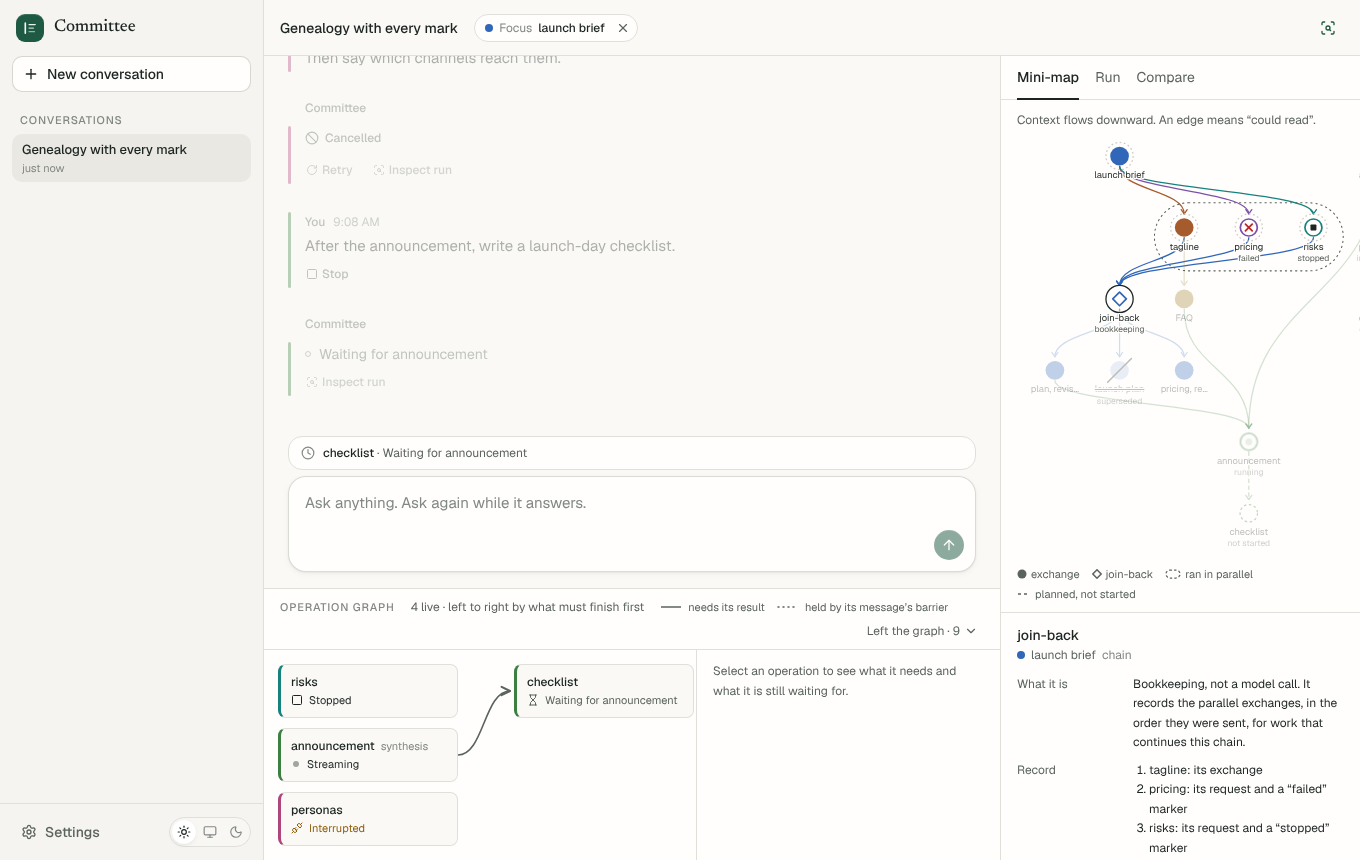 Committee
New conversation
CONVERSATIONS
Genealogy with every mark
just now
Settings
Genealogy with every mark
Focus launch brief
Then say which channels reach them.
Committee
Cancelled
Retry Inspect run
You 9:08 AM
After the announcement, write a launch-day checklist.
Stop
Committee
Waiting for announcement
Inspect run
checklist · Waiting for announcement
Ask anything. Ask again while it answers.
OPERATION GRAPH 4 live · left to right by what must finish first needs its result held by its message's barrier
Left the graph · 9
risks
Stopped
announcement synthesis
Streaming
personas
Interrupted
checklist
Waiting for announcement
Select an operation to see what it needs and
what it is still waiting for.
Mini-map Run Compare
Context flows downward. An edge means “could read”.
launch brief
tagline pricing risks
failed stopped
join-back FAQ
bookkeeping
plan, revis... launch plan pricing, re...
superseded
announcement
running
checklist
not started
exchange join-back ran in parallel
planned, not started
join-back
launch brief chain
What it is
Bookkeeping, not a model call. It
records the parallel exchanges, in the
order they were sent, for work that
continues this chain.
Record
1. tagline: its exchange
2. pricing: its request and a “failed”
marker
3. risks: its request and a “stopped”
marker